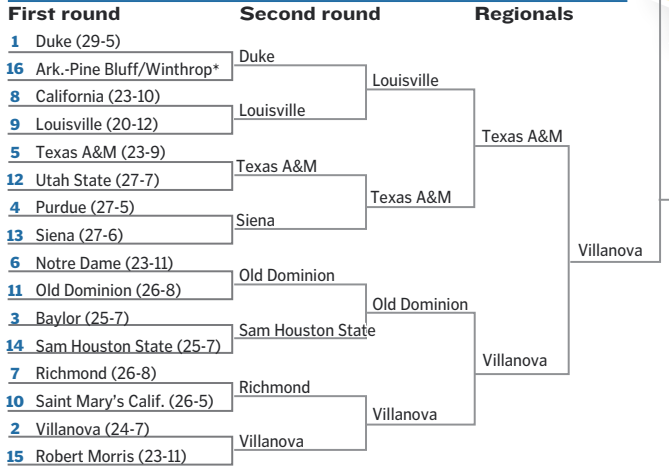 First round
Second round
Regionals
1 Duke (29-5)
16 Ark.-Pine Bluff/Winthrop*
8 California (23-10)
9 Louisville (20-12)
5 Texas A&M (23-9)
12 Utah State (27-7)
4 Purdue (27-5)
13 Siena (27-6)
6 Notre Dame (23-11)
11 Old Dominion (26-8)
3 Baylor (25-7)
14 Sam Houston State (25-7)
7 Richmond (26-8)
10 Saint Mary's Calif. (26-5)
2 Villanova (24-7)
15 Robert Morris (23-11)
Duke
Louisville
Texas A&M
Siena
Old Dominion
Sam Houston State
Richmond
Villanova
Louisville
Texas A&M
Old Dominion
Villanova
Texas A&M
Villanova
Villanova